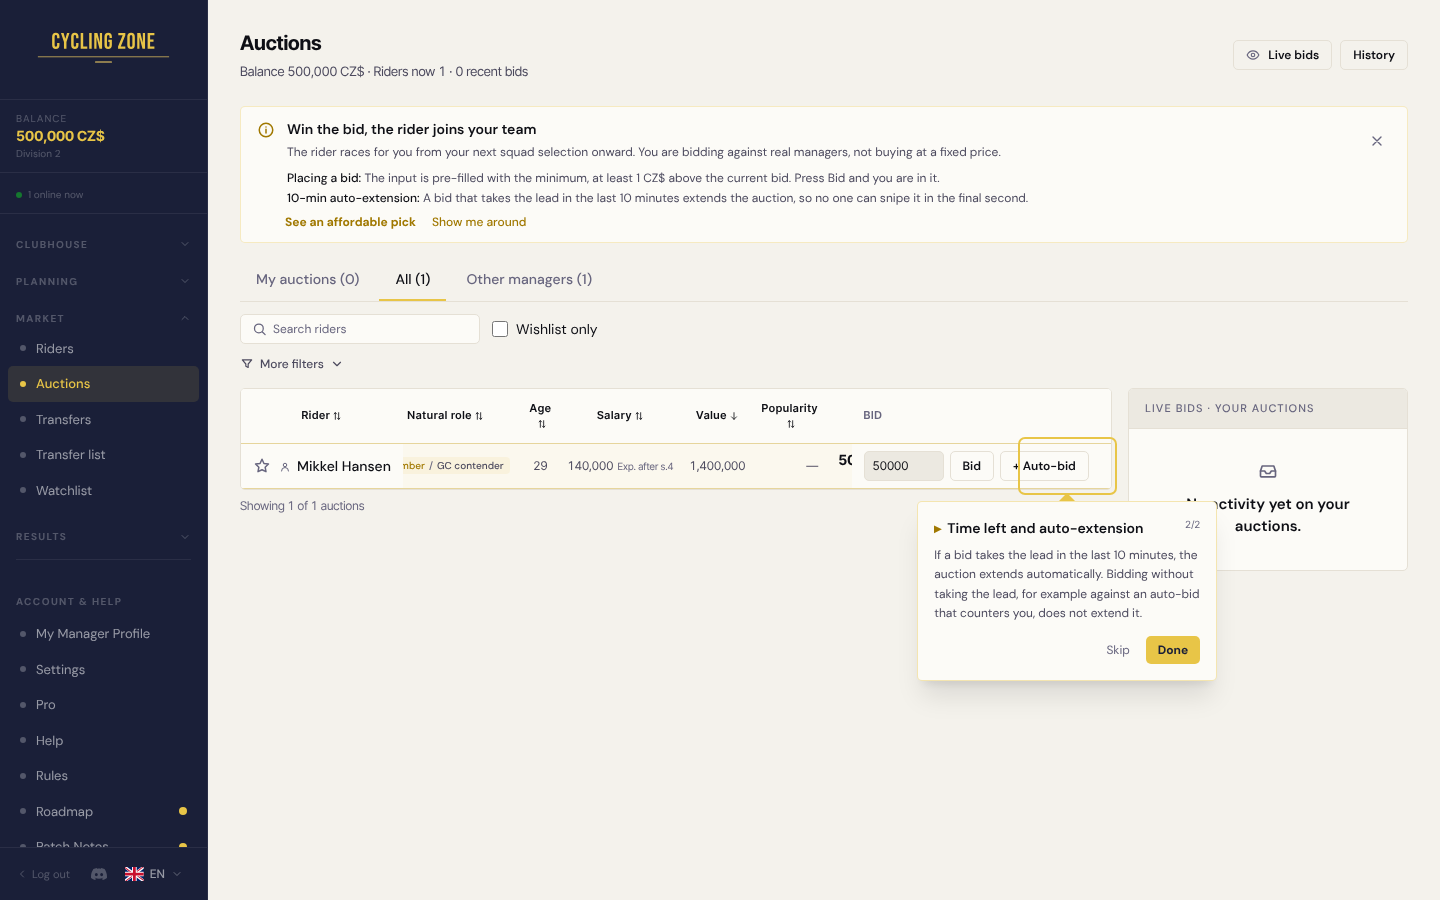 CYCLING ZONE
BALANCE
500,000 CZ$
Division 2
1 online now
CLUBHOUSE
PLANNING
MARKET
Riders
Auctions
Transfers
Transfer list
Watchlist
RESULTS
ACCOUNT & HELP
My Manager Profile
Settings
Pro
Help
Rules
Roadmap
Patch Notes
Log out
EN
Auctions
Balance 500,000 CZ$ · Riders now 1 · 0 recent bids
Live bids
History
Win the bid, the rider joins your team
The rider races for you from your next squad selection onward. You are bidding against real managers, not buying at a fixed price.
Placing a bid: The input is pre-filled with the minimum, at least 1 CZ$ above the current bid. Press Bid and you are in it.
10-min auto-extension: A bid that takes the lead in the last 10 minutes extends the auction, so no one can snipe it in the final second.
See an affordable pick Show me around
My auctions (0) All (1) Other managers (1)
Search riders
Wishlist only
More filters
Rider Natural role Age Salary Value Popularity BID
Mikkel Hansen / GC contender 29 140,000 Exp. after s.4 1,400,000 — 50000 Bid + Auto-bid
Showing 1 of 1 auctions
LIVE BIDS · YOUR AUCTIONS
activity yet on your
auctions.
Time left and auto-extension 2/2
If a bid takes the lead in the last 10 minutes, the
auction extends automatically. Bidding without
taking the lead, for example against an auto-bid
that counters you, does not extend it.
Skip Done